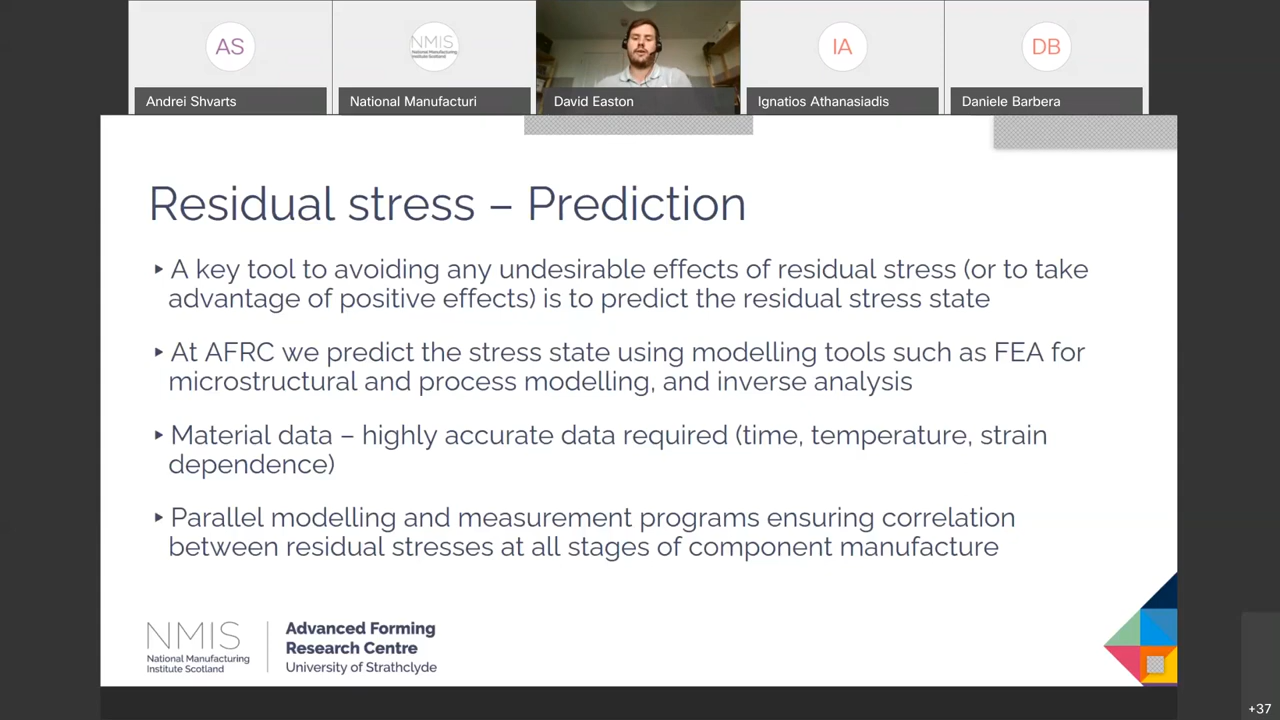 AS
NMIS
National Manufacturing
Institute Scotland
IA
DB
Andrei Shvarts
National Manufacturi
David Easton
Ignatios Athanasiadis
Daniele Barbera
Residual stress – Prediction
A key tool to avoiding any undesirable effects of residual stress (or to take
advantage of positive effects) is to predict the residual stress state
At AFRC we predict the stress state using modelling tools such as FEA for
microstructural and process modelling, and inverse analysis
Material data – highly accurate data required (time, temperature, strain
dependence)
Parallel modelling and measurement programs ensuring correlation
between residual stresses at all stages of component manufacture
NMIS
National Manufacturing
Institute Scotland
Advanced Forming
Research Centre
University of Strathclyde
+37